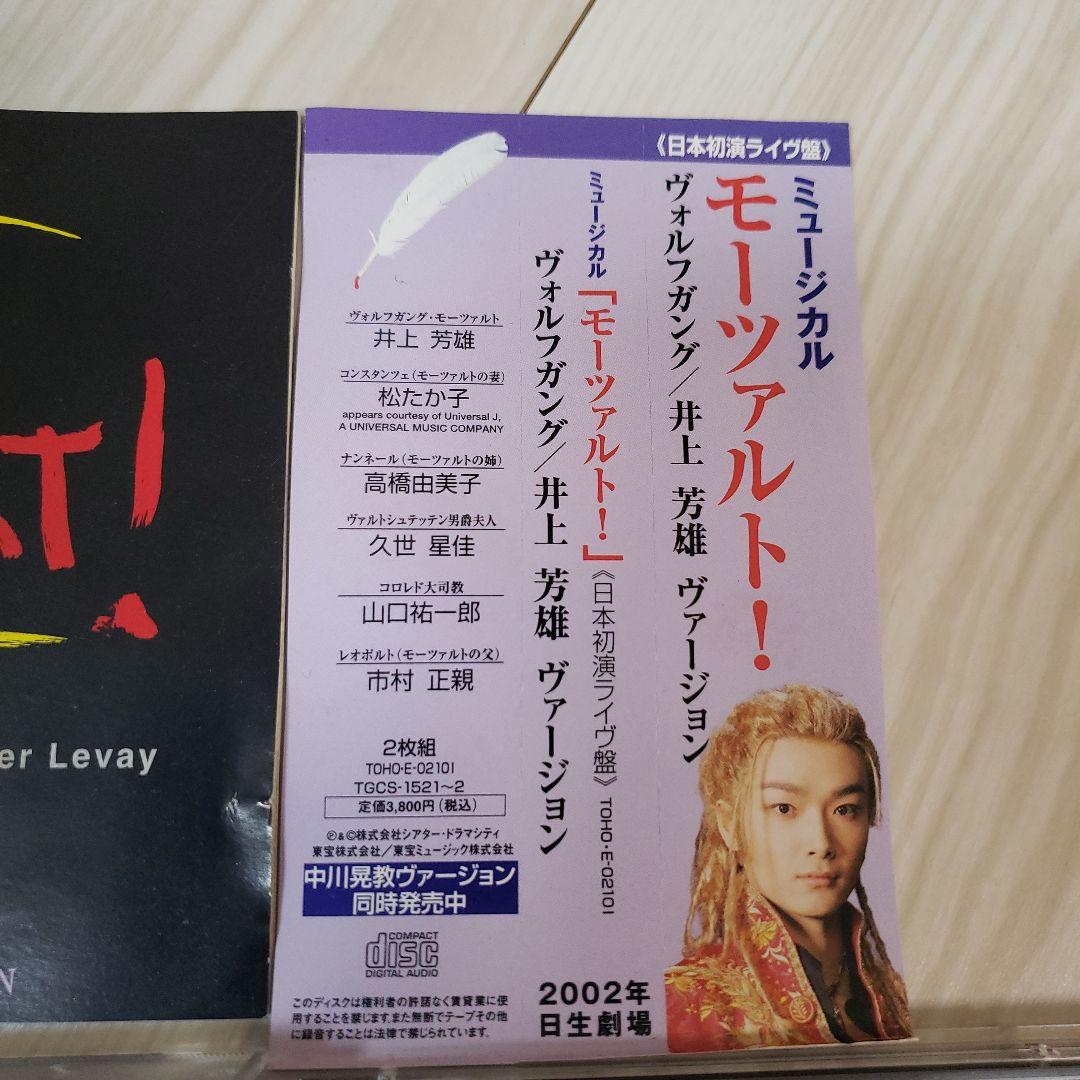 T!
er Levay
N
《日本初演ライヴ盤》
ミュージカル
モーツァルト!
ヴォルフガング/井上 芳雄 ヴァージョン
ミュージカル「モーツァルト!」《日本初演ライヴ盤》 TOHO・E-02101
ヴォルフガング/井上 芳雄 ヴァージョン
2002年
日生劇場
ヴォルフガング・モーツァルト
井上 芳雄
コンスタンツェ(モーツァルトの妻)
松たか子
appears courtesy of Universal J,
A UNIVERSAL MUSIC COMPANY
ナンネール(モーツァルトの姉)
高橋由美子
ヴァルトシュテッテン男爵夫人
久世 星佳
コロレド大司教
山口祐一郎
レオポルト(モーツァルトの父)
市村 正親
2枚組
TOHO・E-02101
TGCS-1521~2
定価3,800円(税込)
℗&©株式会社シアター・ドラマシティ
東宝株式会社/東宝ミュージック株式会社
中川晃教ヴァージョン
同時発売中
COMPACT
disc
DIGITAL AUDIO
このディスクは権利者の許諾なく賃貸業に使
用することを禁じます。また無断でテープその他
に録音することは法律で禁じられています。